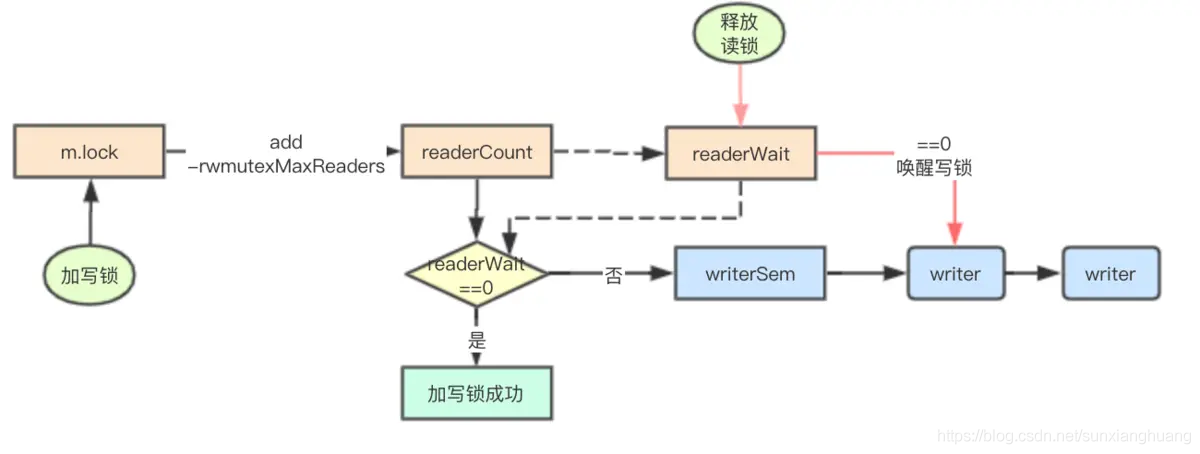 释放
读锁
m.lock
add
-rwmutexMaxReaders
readerCount
readerWait
==0
唤醒写锁
加写锁
readerWait
==0
否
writerSem
writer
writer
是
加写锁成功
https://blog.csdn.net/sunxianghuang